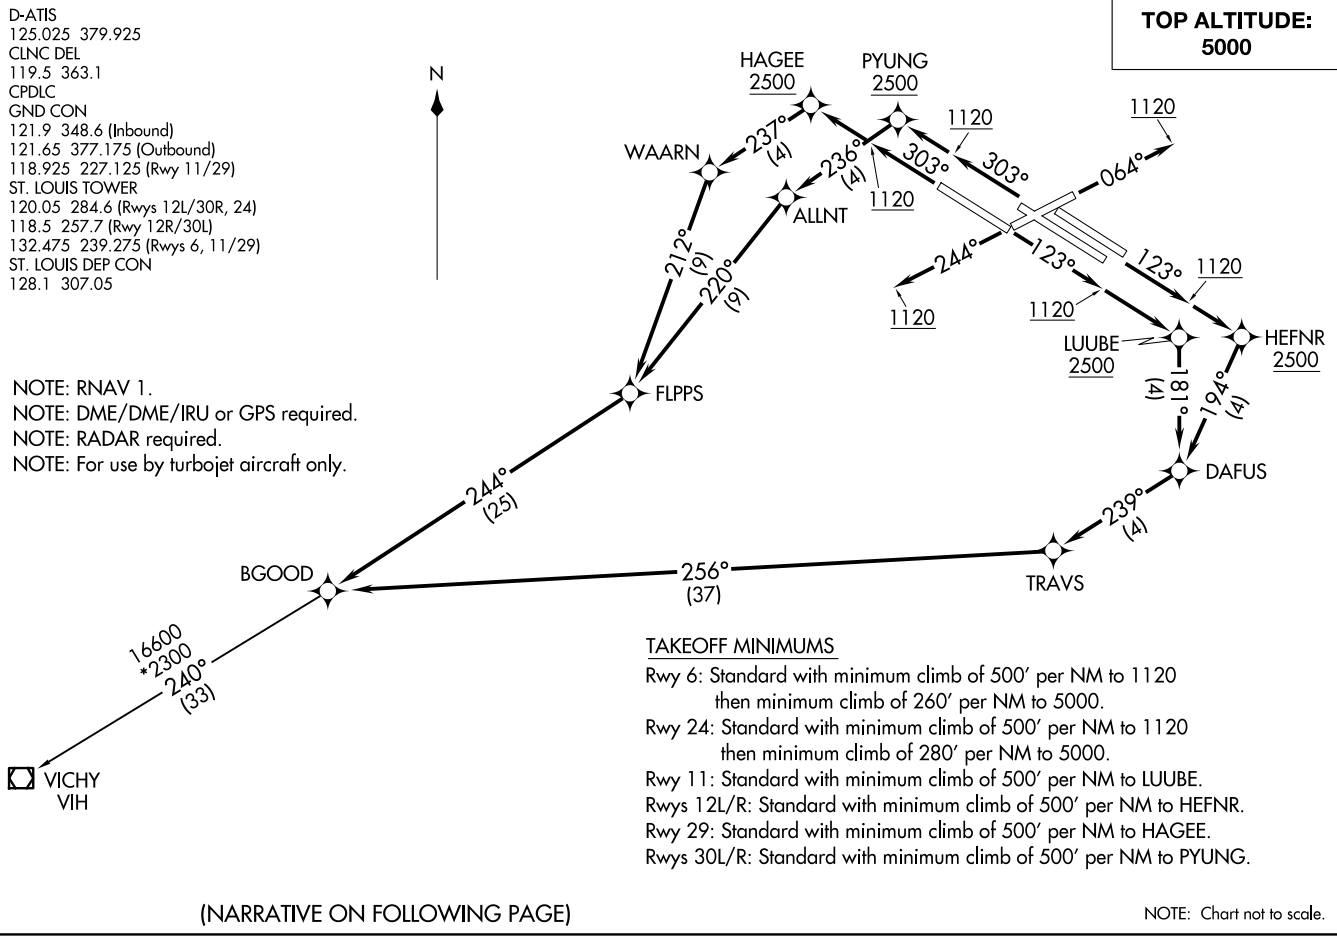 D-ATIS
125.025 379.925
CLNC DEL
119.5 363.1
CPDLC
GND CON
121.9 348.6 (Inbound)
121.65 377.175 (Outbound)
118.925 227.125 (Rwy 11/29)
ST. LOUIS TOWER
120.05 284.6 (Rwys 12L/30R, 24)
118.5 257.7 (Rwy 12R/30L)
132.475 239.275 (Rwys 6, 11/29)
ST. LOUIS DEP CON
128.1 307.05
TOP ALTITUDE:
5000
N
HAGEE
2500
PYUNG
2500
1120
1120
WAARN
237°
(4)
236°
(4)
303°
303°
064°
1120
ALLNT
212°
(9)
220°
(9)
244°
1120
123°
1120
123°
1120
LUUBE
2500
HEFNR
2500
181°
(4)
194°
(4)
FLPPS
DAFUS
239°
(4)
TRAVS
244°
(25)
256°
(37)
BGOOD
16600
*2300
240°
(33)
VICHY
VIH
NOTE: RNAV 1.
NOTE: DME/DME/IRU or GPS required.
NOTE: RADAR required.
NOTE: For use by turbojet aircraft only.
TAKEOFF MINIMUMS
Rwy 6: Standard with minimum climb of 500' per NM to 1120
then minimum climb of 260' per NM to 5000.
Rwy 24: Standard with minimum climb of 500' per NM to 1120
then minimum climb of 280' per NM to 5000.
Rwy 11: Standard with minimum climb of 500' per NM to LUUBE.
Rwys 12L/R: Standard with minimum climb of 500' per NM to HEFNR.
Rwy 29: Standard with minimum climb of 500' per NM to HAGEE.
Rwys 30L/R: Standard with minimum climb of 500' per NM to PYUNG.
(NARRATIVE ON FOLLOWING PAGE)
NOTE: Chart not to scale.